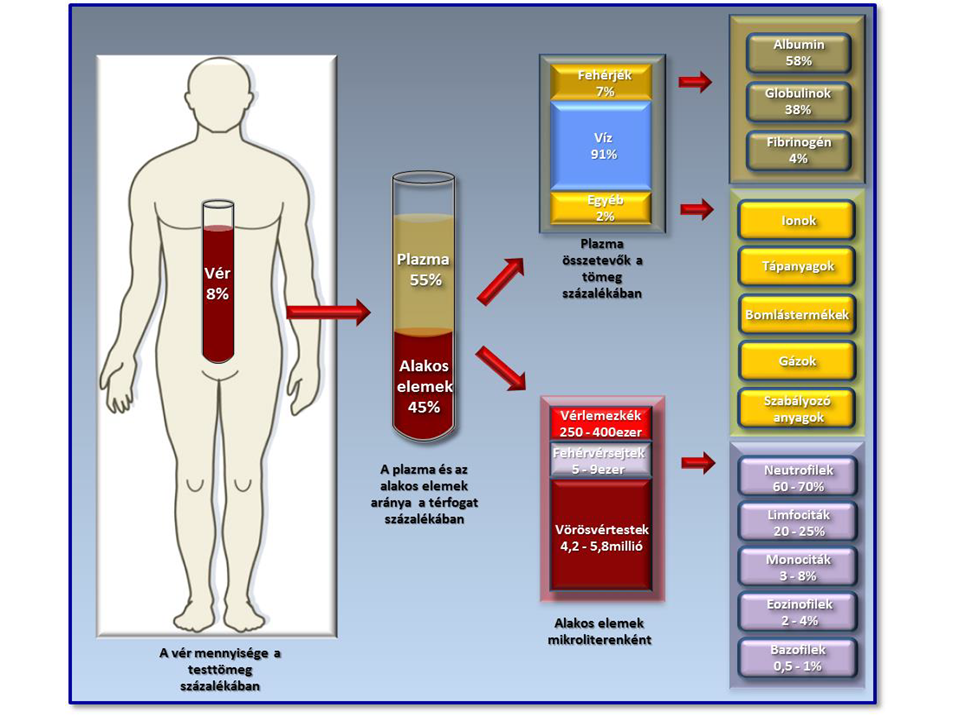 Vér
8%
A vér mennyisége a
testtömeg
százalékában
Plazma
55%
Alakos
elemek
45%
A plazma és az
alakos elemek
aránya a térfogat
százalékában
Fehérjék
7%
Víz
91%
Egyéb
2%
Plazma
összetevők a
tömeg
százalékában
Vérlemezkék
250 - 400ezer
Fehérvérsejtek
5 - 9ezer
Vörösvértestek
4,2 - 5,8millió
Alakos elemek
mikroliterenként
Albumin
58%
Globulinok
38%
Fibrinogén
4%
Ionok
Tápanyagok
Bomlástermékek
Gázok
Szabályozó
anyagok
Neutrofilek
60 - 70%
Limfociták
20 - 25%
Monociták
3 - 8%
Eozinofilek
2 - 4%
Bazofilek
0,5 - 1%